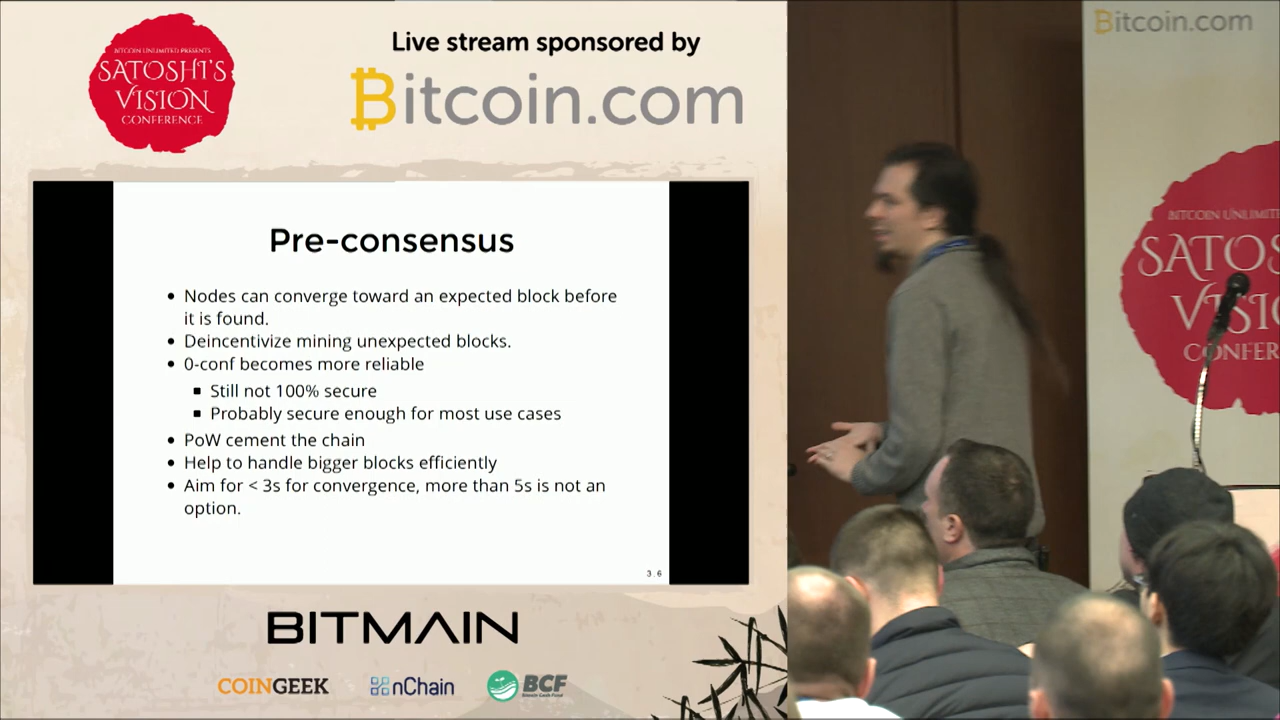 BITCOIN UNLIMITED PRESENTS
SATOSHI'S
VISION
CONFERENCE
Live stream sponsored by
Bitcoin.com
Pre-consensus
• Nodes can converge toward an expected block before
it is found.
• Deincentivize mining unexpected blocks.
• 0-conf becomes more reliable
▪ Still not 100% secure
▪ Probably secure enough for most use cases
• PoW cement the chain
• Help to handle bigger blocks efficiently
• Aim for < 3s for convergence, more than 5s is not an
option.
3.6
BITMAIN
COINGEEK
nChain
BCF
Bitcoin.com
BITCOIN UNLIMITE
SATOS
VISI
CONFER